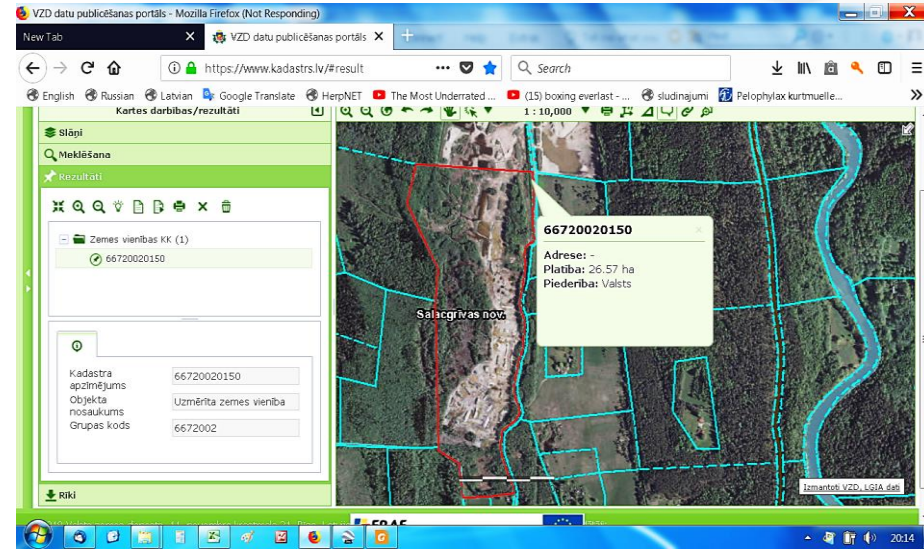 VZD datu publicēšanas portāls - Mozilla Firefox (Not Responding)
New Tab
VZD datu publicēšanas portāls
https://www.kadastrs.lv/#result
Search
English
Russian
Latvian
Google Translate
HerpNET
The Most Underrated ...
(15) boxing everlast - ...
sludinajumi
Pelophylax kurtmuelle...
Kartes darbības/rezultāti
1 : 10,000
Slāņi
Meklēšana
Rezultāti
Zemes vienības KK (1)
66720020150
Kadastra apzīmējums
66720020150
Objekta nosaukums
Uzmērīta zemes vienība
Grupas kods
6672002
Rīki
Salacgrīvas nov.
66720020150
Adrese: -
Platība: 26.57 ha
Piederība: Valsts
Izmantoti VZD, LGIA dati
20:14